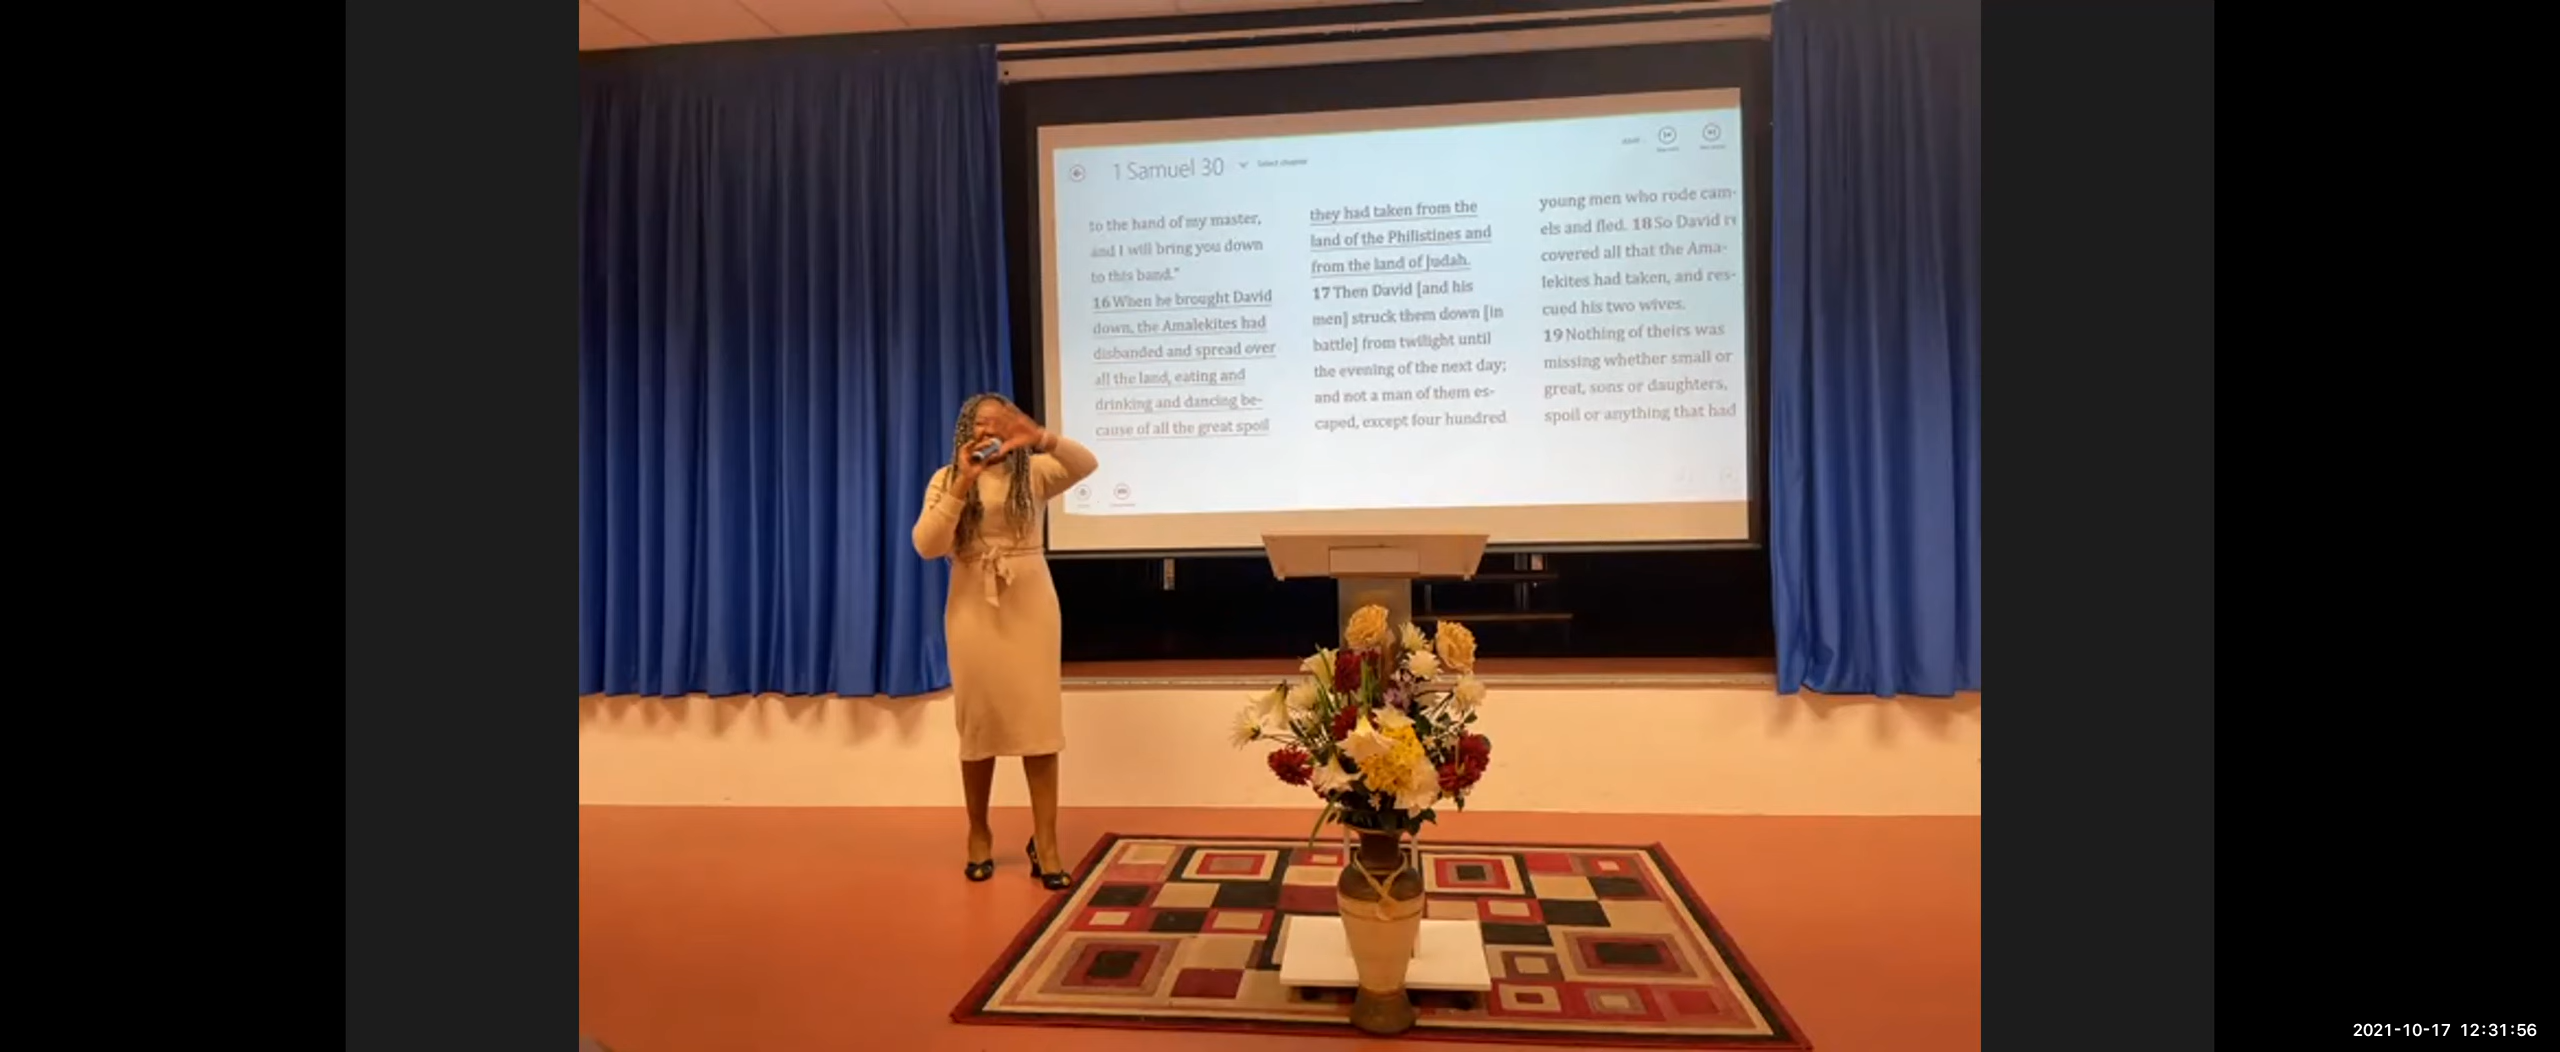 1 Samuel 30
Select chapter
to the hand of my master,
and I will bring you down
to this band."
16 When he brought David
down, the Amalekites had
disbanded and spread over
all the land, eating and
drinking and dancing be-
cause of all the great spoil
they had taken from the
land of the Philistines and
from the land of Judah.
17 Then David [and his
men] struck them down [in
battle] from twilight until
the evening of the next day;
and not a man of them es-
caped, except four hundred
young men who rode cam-
els and fled. 18 So David re
covered all that the Ama-
lekites had taken, and res-
cued his two wives.
19 Nothing of theirs was
missing whether small or
great, sons or daughters,
spoil or anything that had
2021-10-17 12:31:56